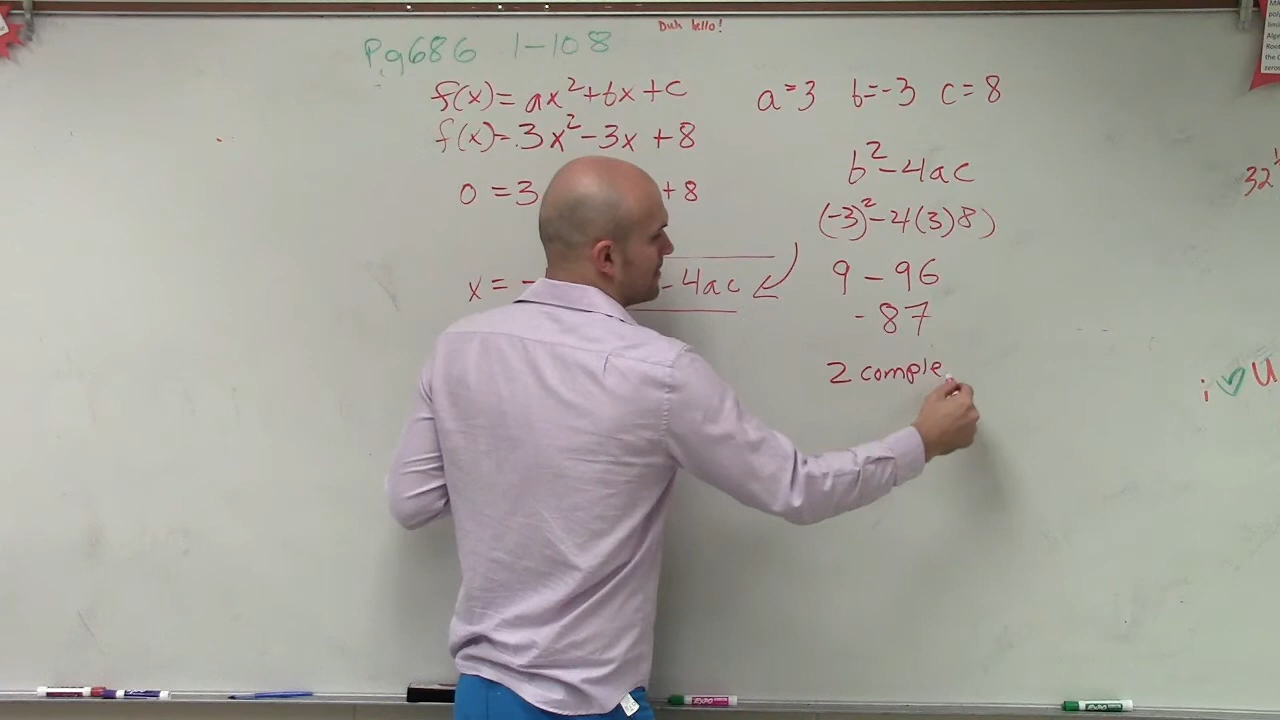 Duh hello!
Pg686 1-108
f(x)= ax²+bx+c
a=3 b=-3 c=8
f(x)=3x²-3x+8
b²-4ac
0=3 +8
(-3)²-4(3)8)
x=- -4ac
9-96
-87
2 comple
32
i ♡ U
EXPO